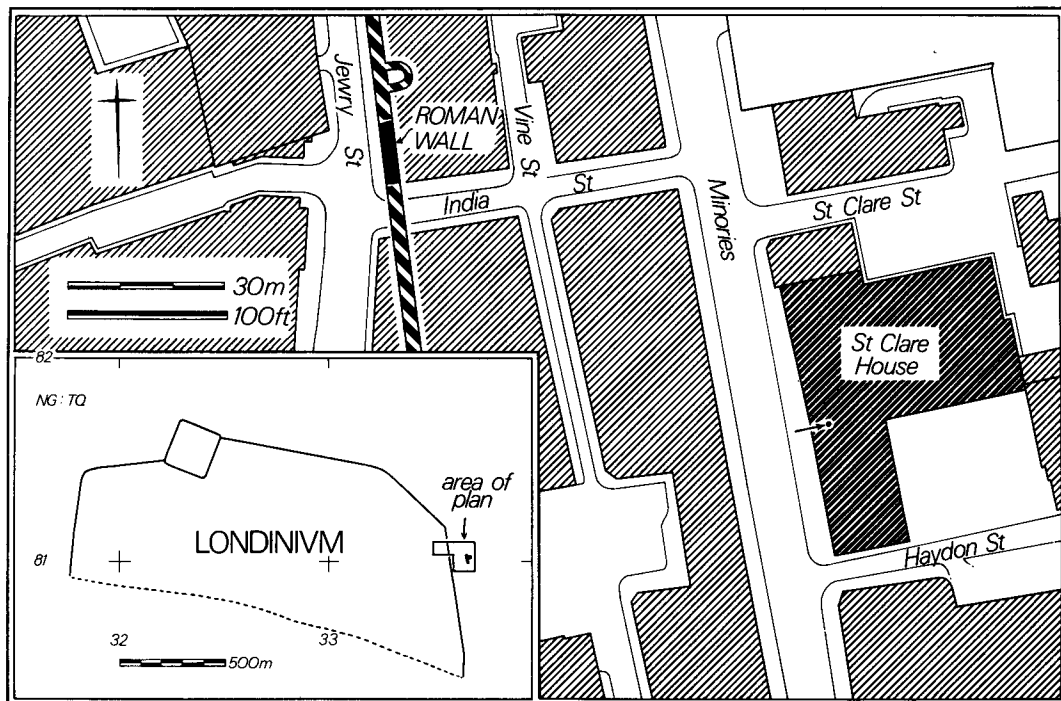 Jewry St
ROMAN
WALL
Vine St
India St
Minories
St Clare St
30m
100ft
St Clare
House
Haydon St
82
NG : TQ
area of
plan
LONDINIVM
81
32
33
500m